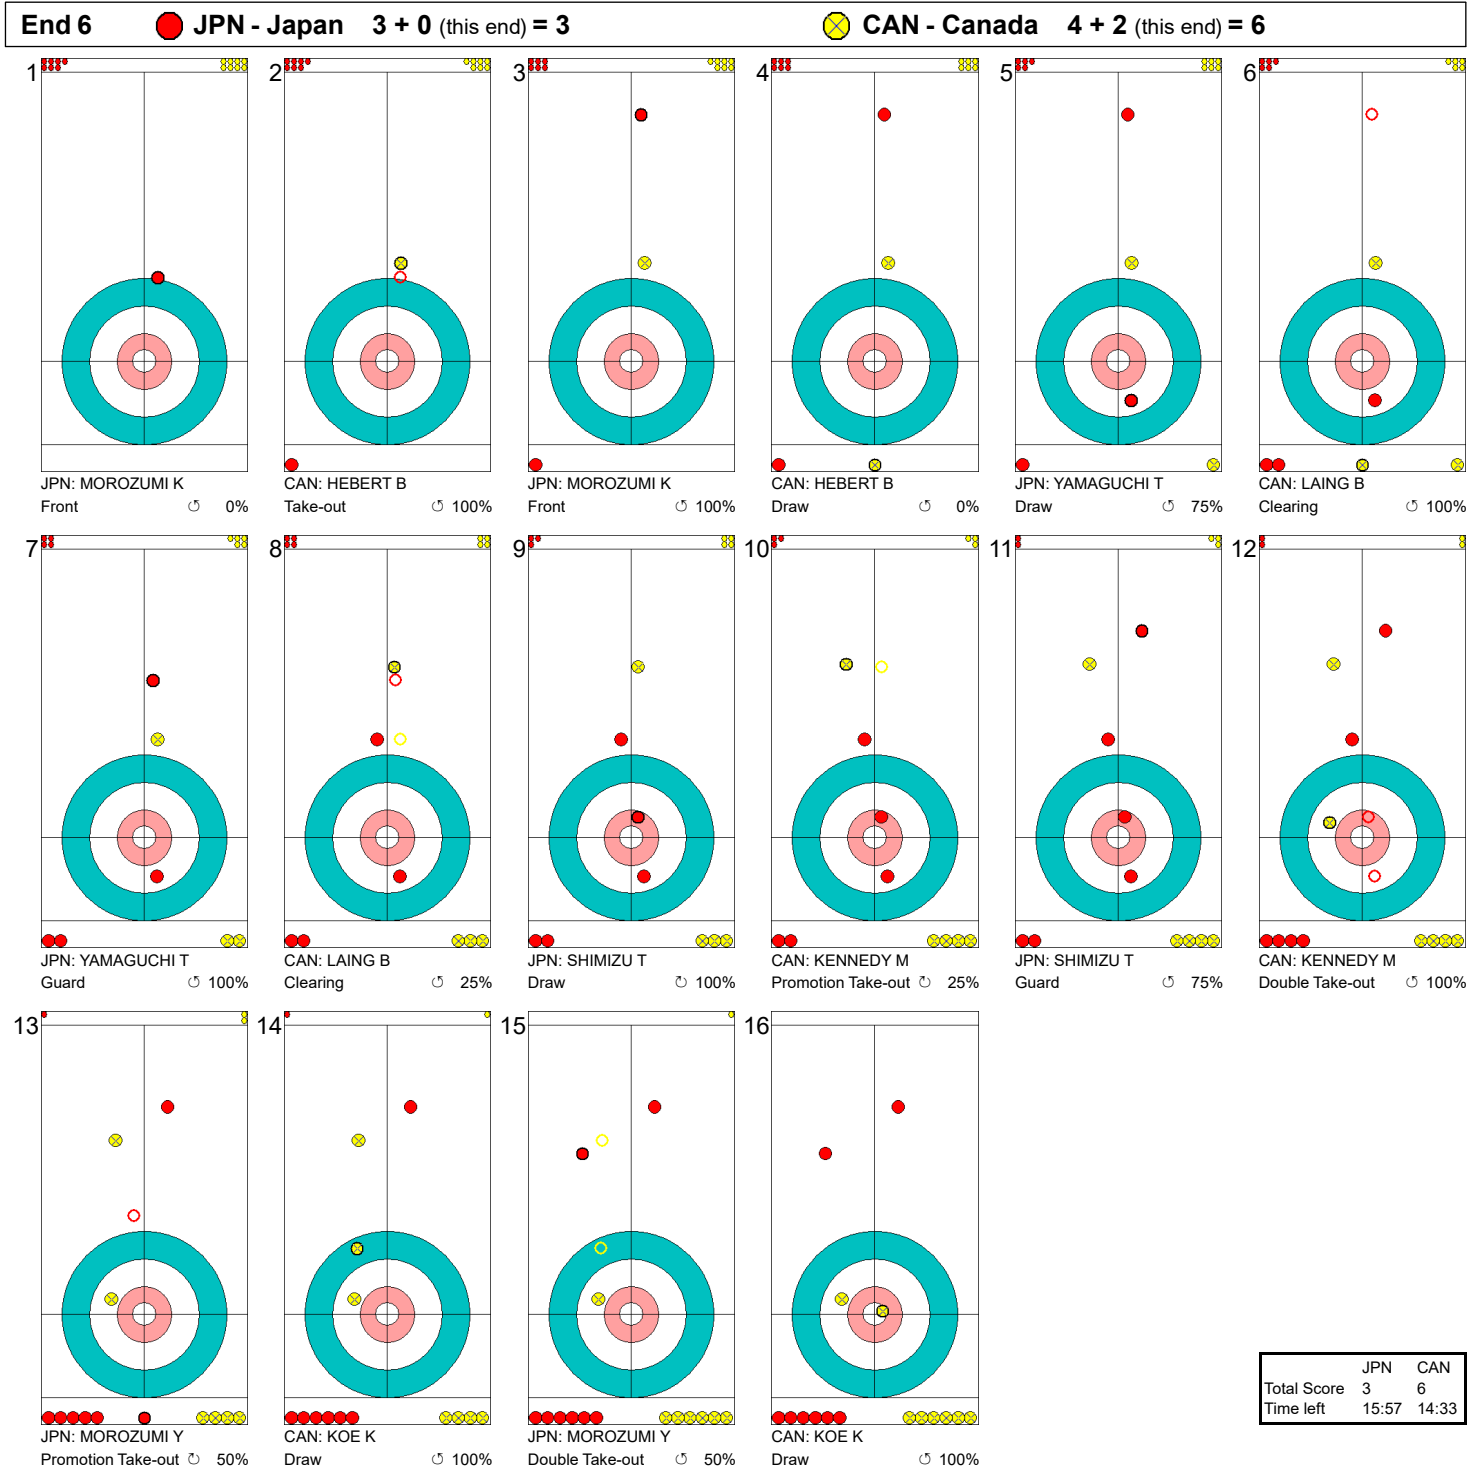 End 6 JPN - Japan 3 + 0 (this end) = 3 CAN - Canada 4 + 2 (this end) = 6
1 2 3 4 5 6
JPN: MOROZUMI K CAN: HEBERT B JPN: MOROZUMI K CAN: HEBERT B JPN: YAMAGUCHI T CAN: LAING B
Front ↺ 0% Take-out ↺ 100% Front ↺ 100% Draw ↺ 0% Draw ↺ 75% Clearing ↺ 100%
7 8 9 10 11 12
JPN: YAMAGUCHI T CAN: LAING B JPN: SHIMIZU T CAN: KENNEDY M JPN: SHIMIZU T CAN: KENNEDY M
Guard ↺ 100% Clearing ↺ 25% Draw ↻ 100% Promotion Take-out ↻ 25% Guard ↺ 75% Double Take-out ↺ 100%
13 14 15 16
JPN: MOROZUMI Y CAN: KOE K JPN: MOROZUMI Y CAN: KOE K
Promotion Take-out ↻ 50% Draw ↺ 100% Double Take-out ↺ 50% Draw ↺ 100%
JPN CAN
Total Score 3 6
Time left 15:57 14:33